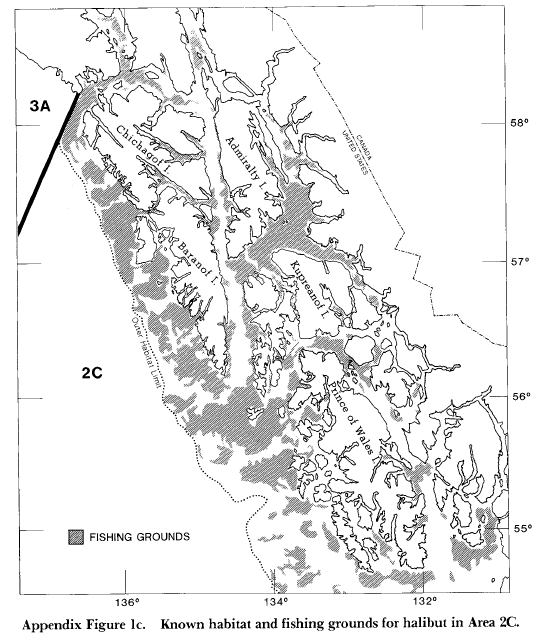 3A
58°
CANADA
UNITED STATES
Chichagof
Admiralty I.
57°
Baranof I.
Kupreanof I.
Outer Habitat Limit
2C
56°
Prince of Wales I.
FISHING GROUNDS
55°
136°
134°
132°
Appendix Figure 1c. Known habitat and fishing grounds for halibut in Area 2C.